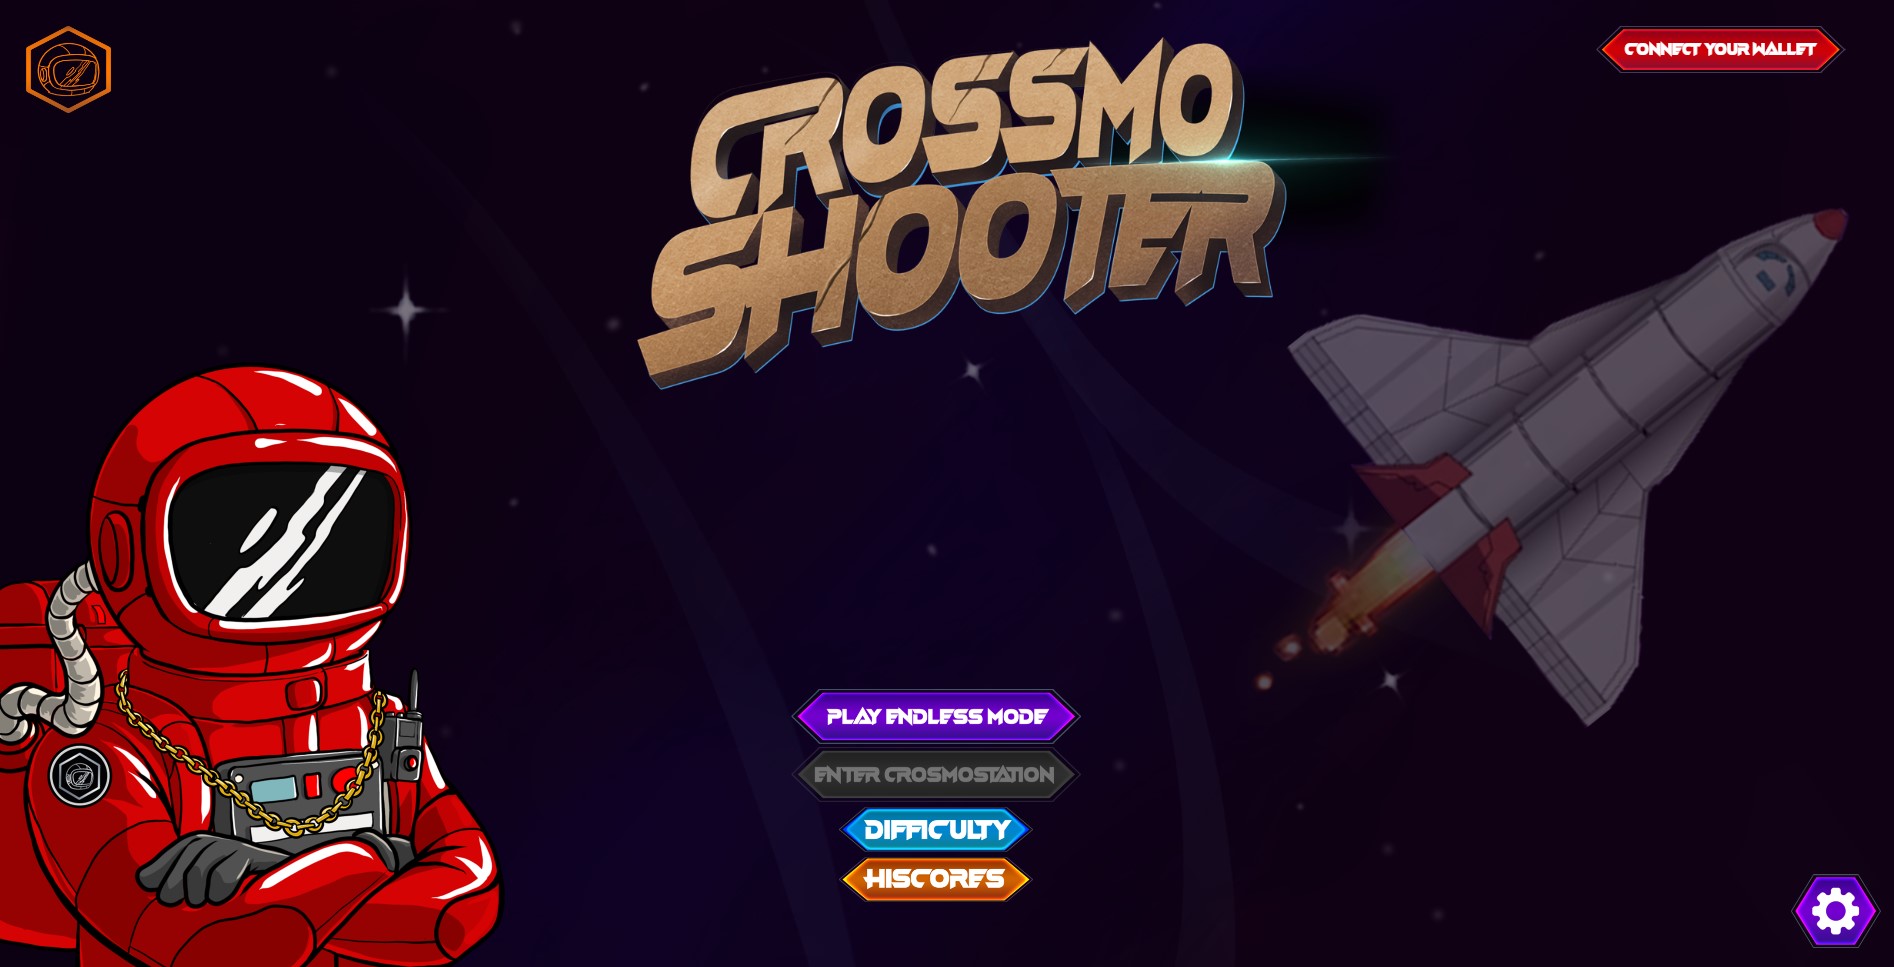 CONNECT YOUR WALLET
CROSSMO
SHOOTER
PLAY ENDLESS MODE
ENTER CROSMOSTATION
DIFFICULTY
HISCORES